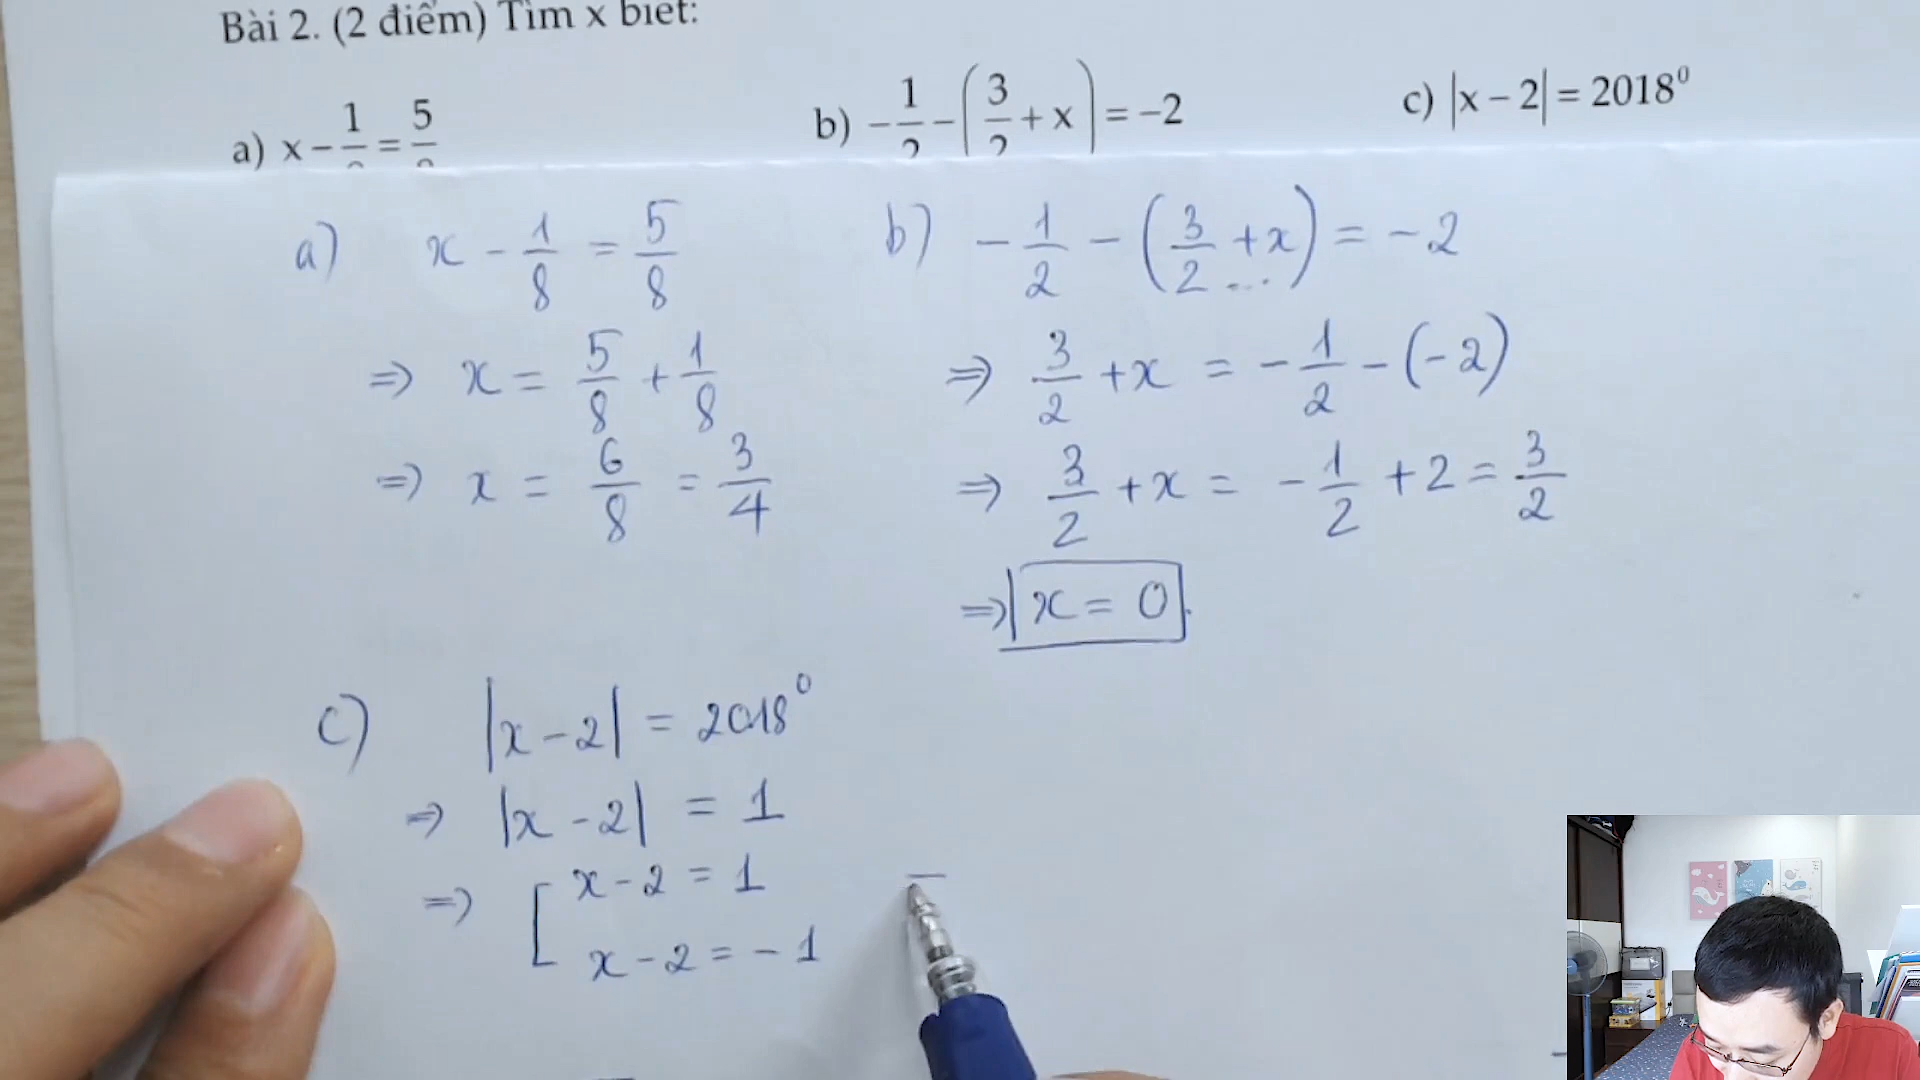 Bài 2. (2 điểm) Tìm x biết:
a) x − 1/8 = 5/8
b) −1/2 − (3/2 + x) = −2
c) |x − 2| = 2018⁰
a) x − 1/8 = 5/8
⇒ x = 5/8 + 1/8
⇒ x = 6/8 = 3/4
b) −1/2 − (3/2 + x) = −2
⇒ 3/2 + x = −1/2 − (−2)
⇒ 3/2 + x = −1/2 + 2 = 3/2
⇒ x = 0.
c) |x − 2| = 2018⁰
⇒ |x − 2| = 1
⇒ [ x − 2 = 1
x − 2 = −1